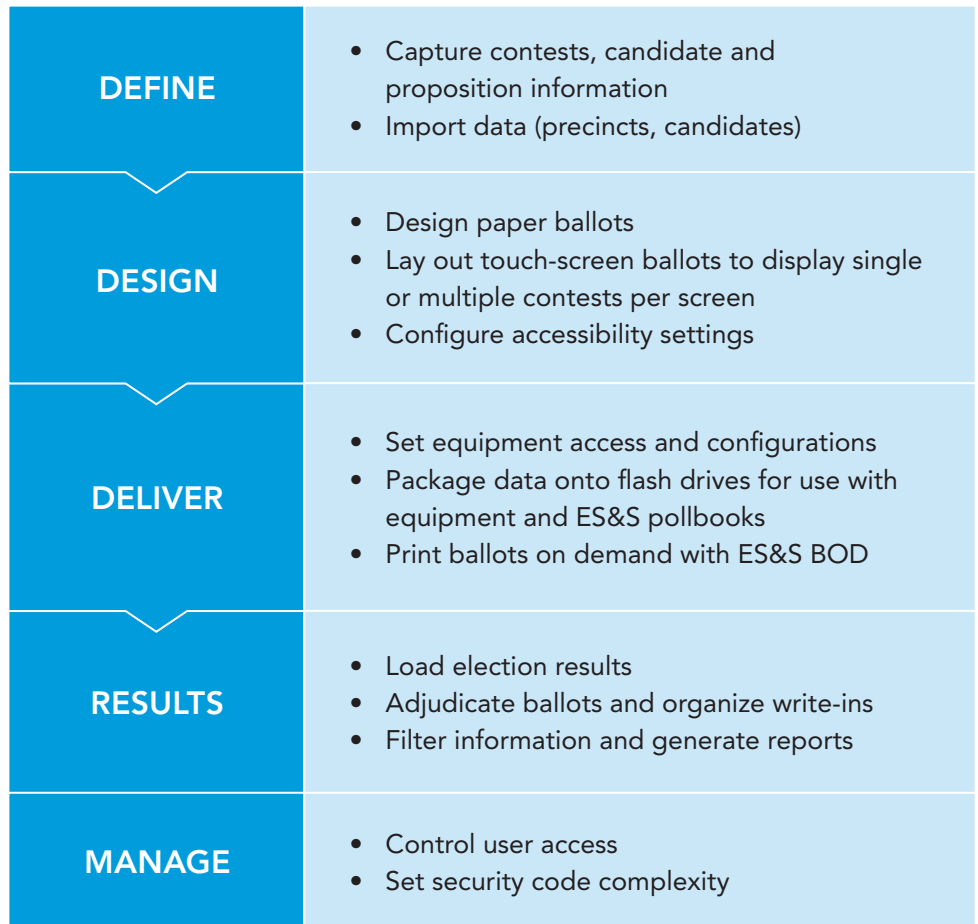 DEFINE
• Capture contests, candidate and
proposition information
• Import data (precincts, candidates)
DESIGN
• Design paper ballots
• Lay out touch-screen ballots to display single
or multiple contests per screen
• Configure accessibility settings
DELIVER
• Set equipment access and configurations
• Package data onto flash drives for use with
equipment and ES&S pollbooks
• Print ballots on demand with ES&S BOD
RESULTS
• Load election results
• Adjudicate ballots and organize write-ins
• Filter information and generate reports
MANAGE
• Control user access
• Set security code complexity